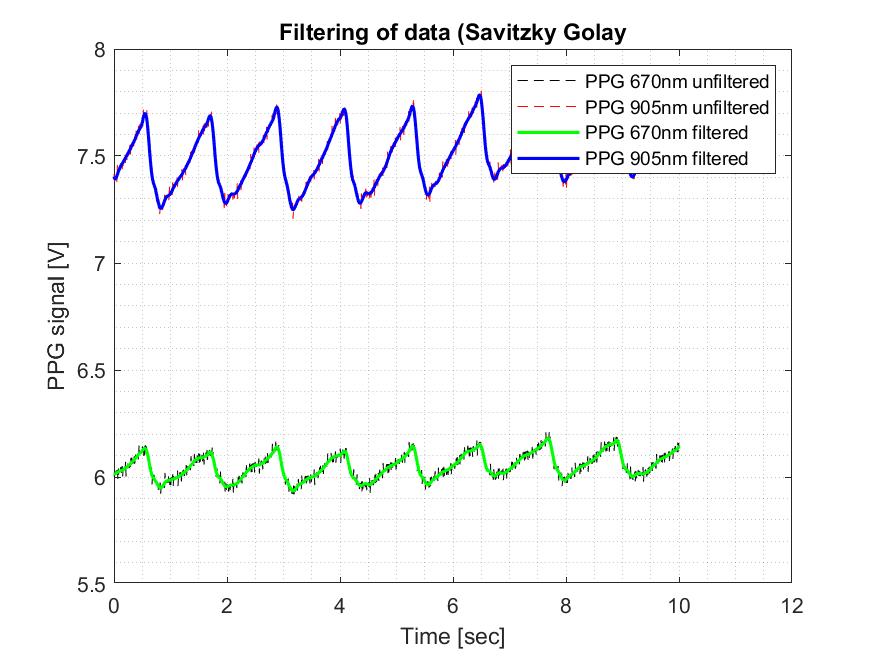 Filtering of data (Savitzky Golay
PPG 670nm unfiltered
PPG 905nm unfiltered
PPG 670nm filtered
PPG 905nm filtered
8
7.5
7
6.5
6
5.5
PPG signal [V]
0 2 4 6 8 10 12
Time [sec]